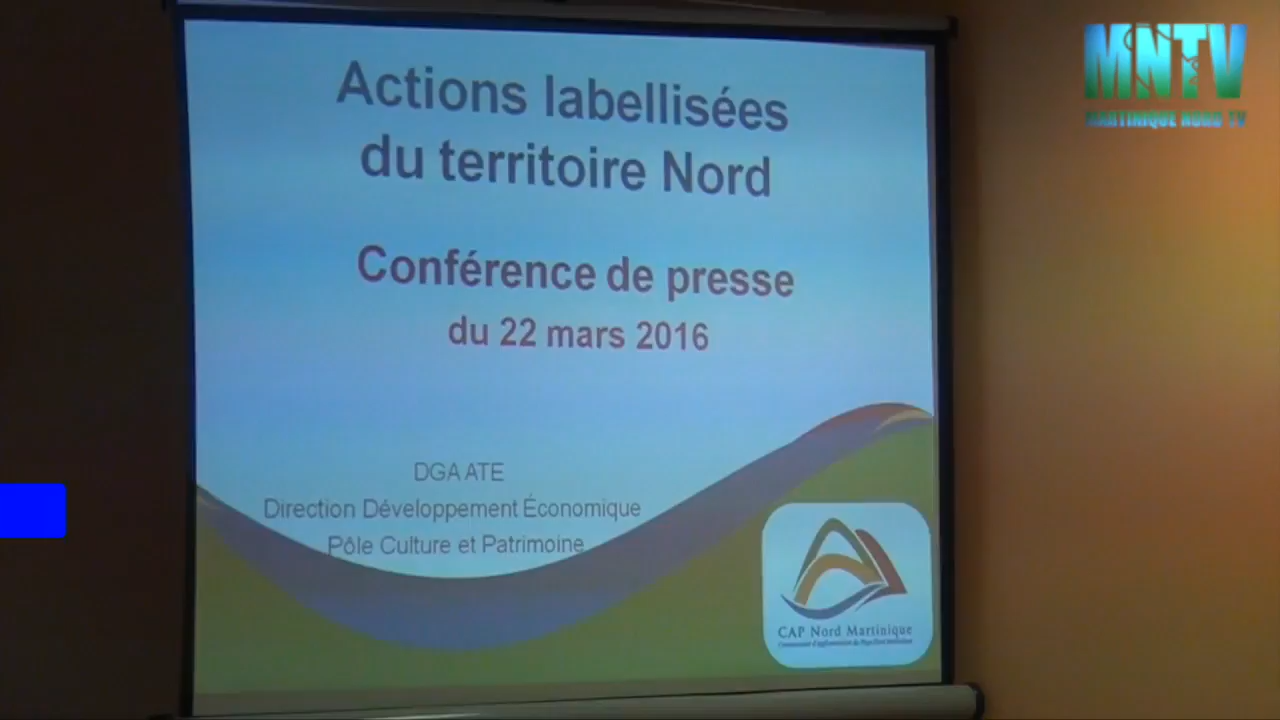 MNTV
MARTINIQUE NORD TV
Actions labellisées
du territoire Nord
Conférence de presse
du 22 mars 2016
DGA ATE
Direction Développement Économique
Pôle Culture et Patrimoine
CAP Nord Martinique